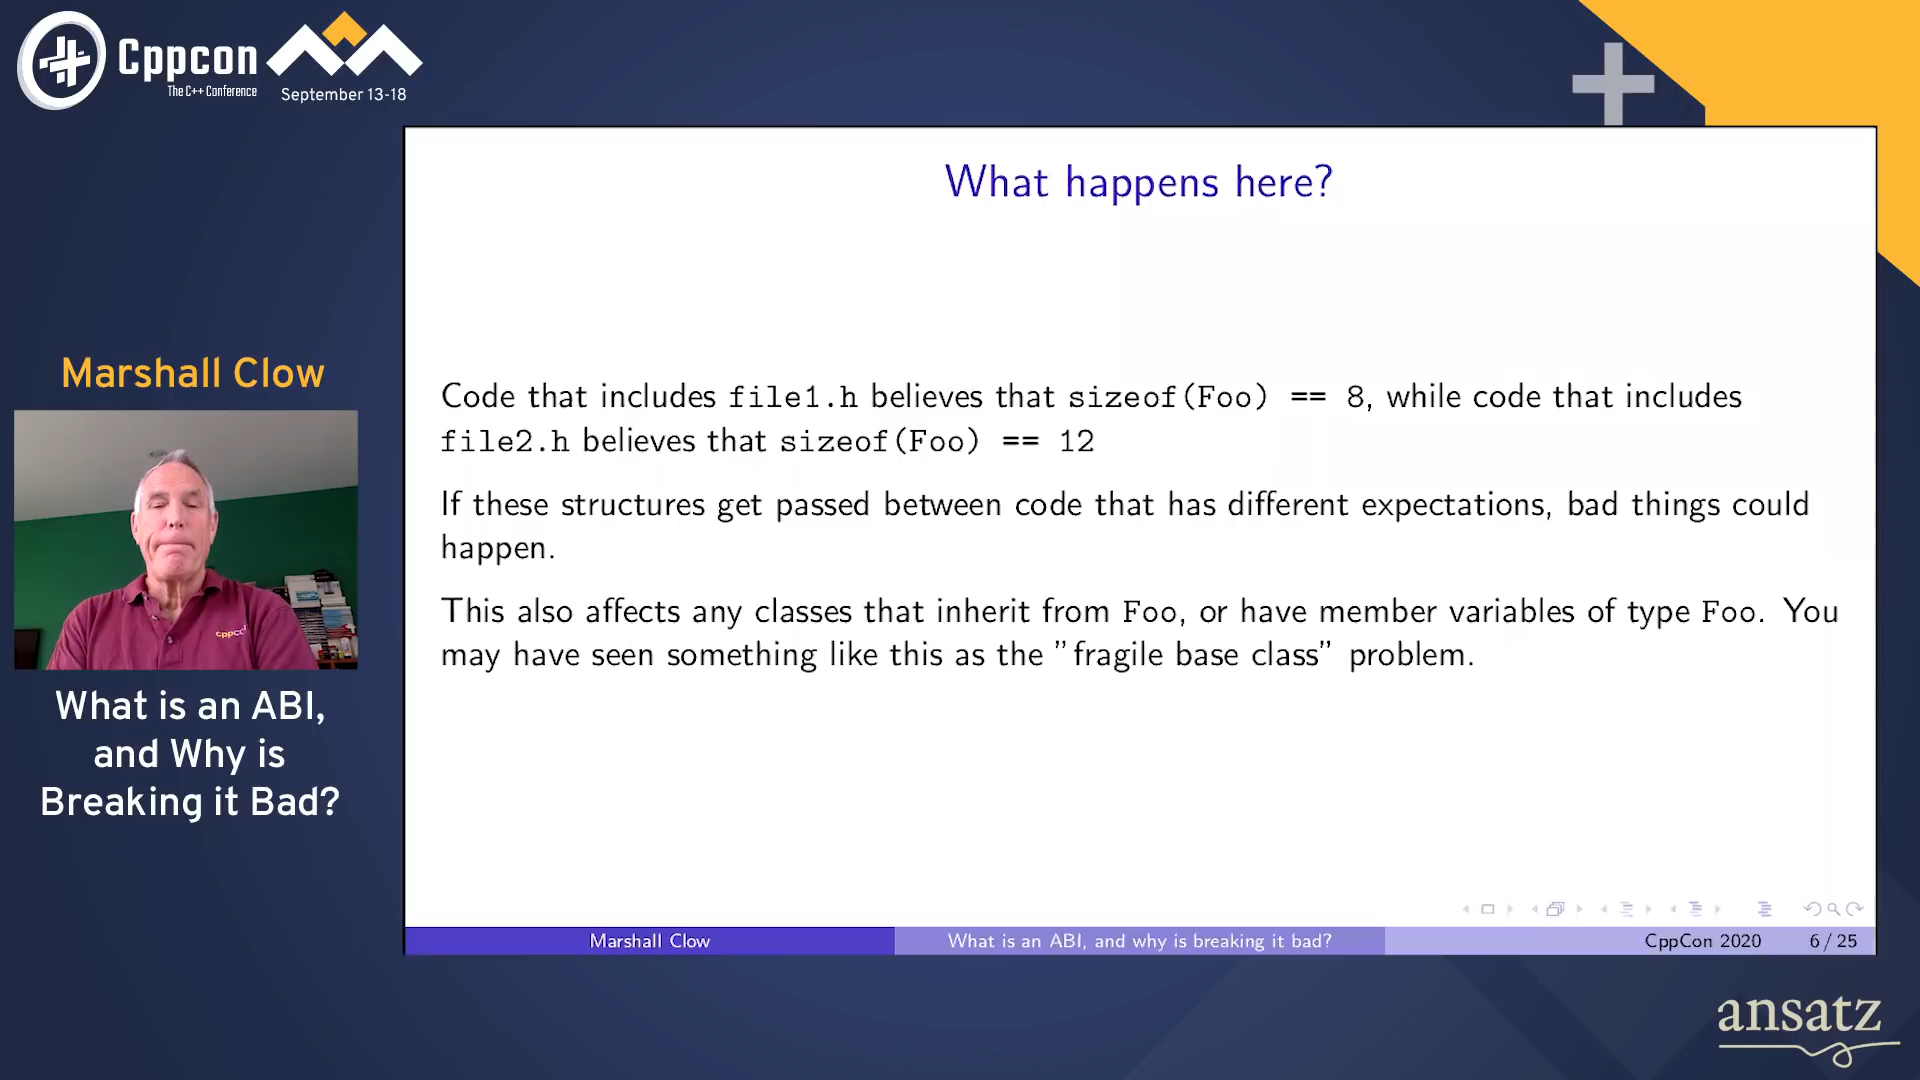 Cppcon
The C++ Conference
September 13-18
What happens here?
Code that includes file1.h believes that sizeof(Foo) == 8, while code that includes
file2.h believes that sizeof(Foo) == 12
If these structures get passed between code that has different expectations, bad things could
happen.
This also affects any classes that inherit from Foo, or have member variables of type Foo. You
may have seen something like this as the ”fragile base class” problem.
Marshall Clow
cppcon
What is an ABI,
and Why is
Breaking it Bad?
Marshall Clow
What is an ABI, and why is breaking it bad?
CppCon 2020
6 / 25
ansatz